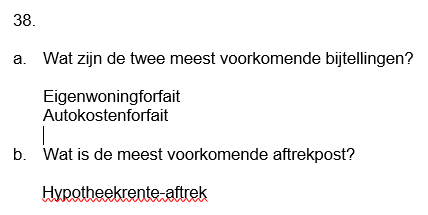 38.
a. Wat zijn de twee meest voorkomende bijtellingen?
Eigenwoningforfait
Autokostenforfait
b. Wat is de meest voorkomende aftrekpost?
Hypotheekrente-aftrek